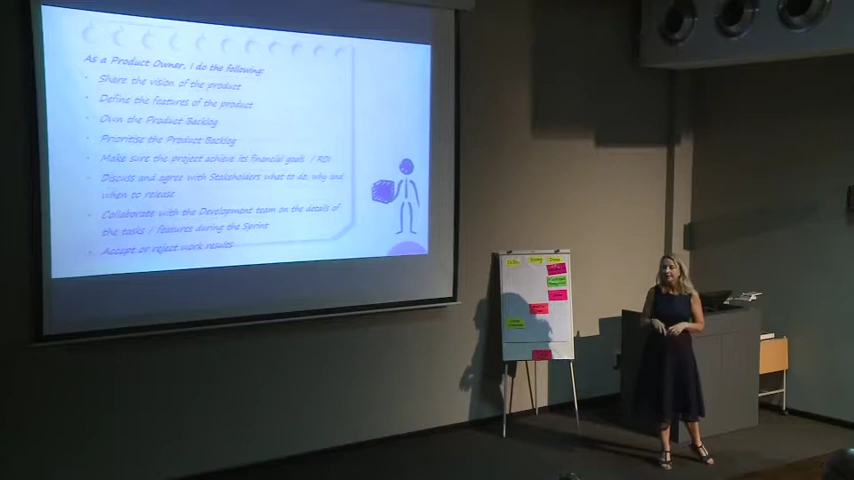 As a Product Owner, I do the following:
• Share the vision of the product
• Define the features of the product
• Own the Product Backlog
• Prioritise the Product Backlog
• Make sure the project achieve its financial goals / ROI
• Discuss and agree with Stakeholders what to do, why and
when to release
• Collaborate with the Development team on the details of
the tasks / features during the Sprint
• Accept or reject work results